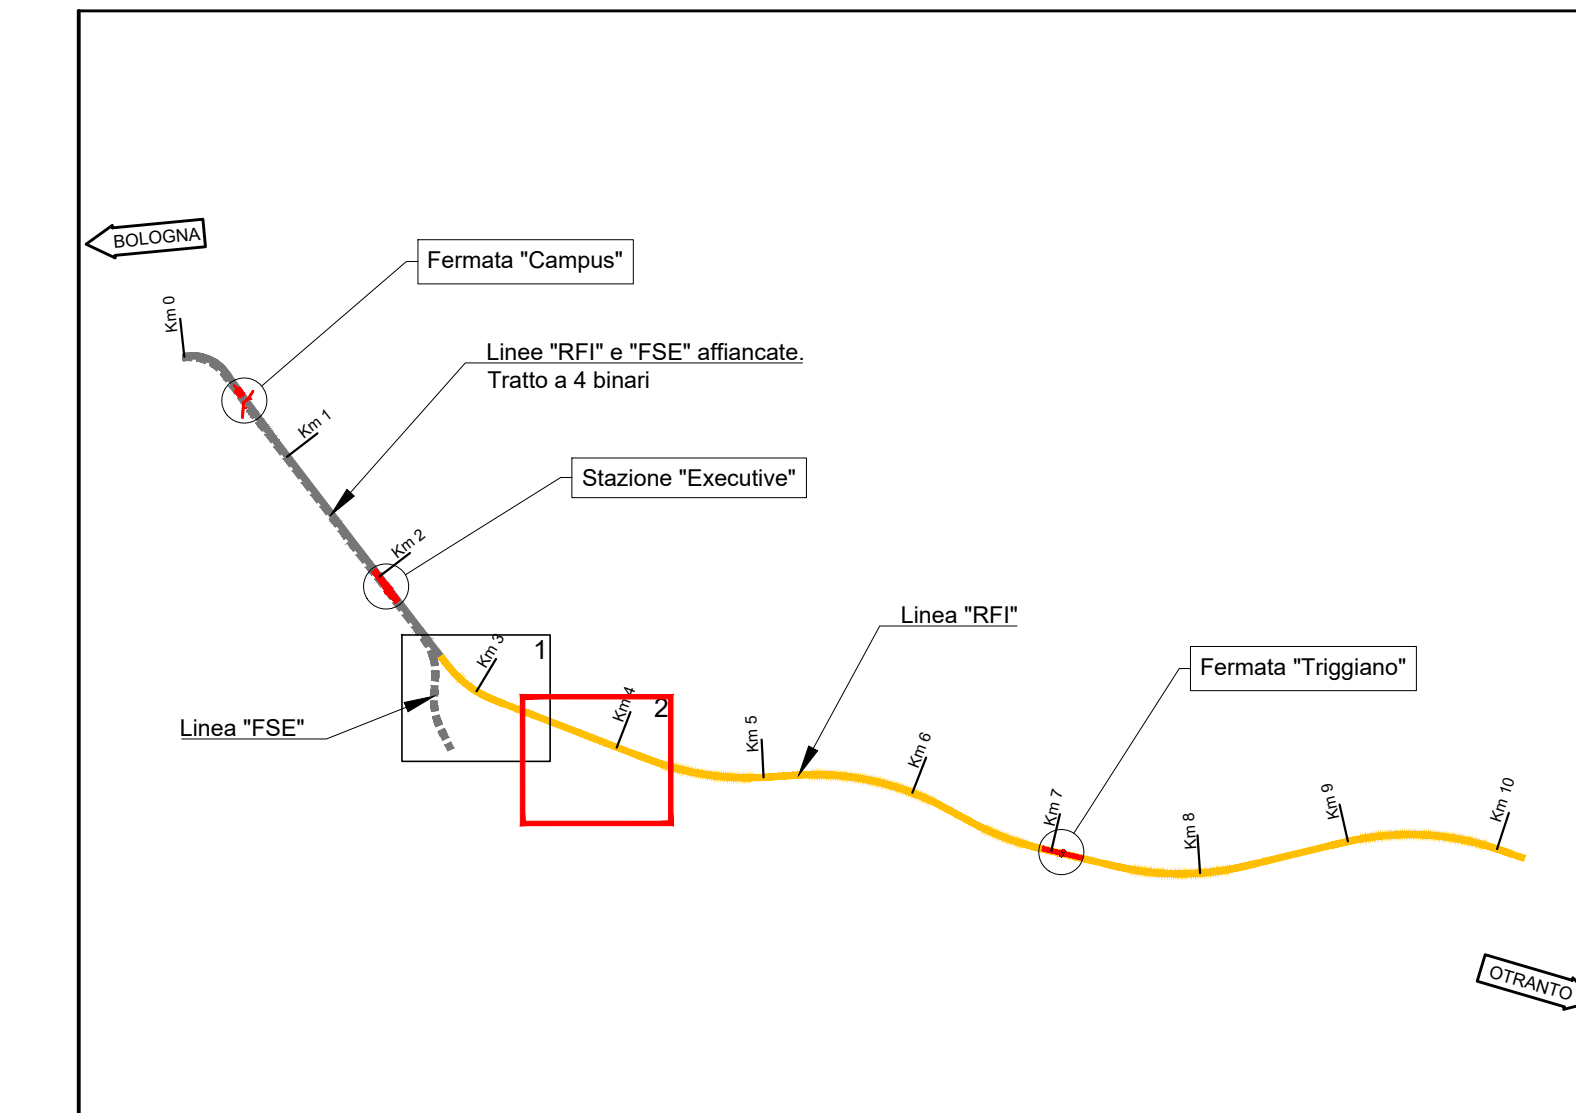 BOLOGNA
Fermata "Campus"
Km 0
Linee "RFI" e "FSE" affiancate.
Tratto a 4 binari
Km 1
Stazione "Executive"
Km 2
Linea "RFI"
1
Km 3
Fermata "Triggiano"
2
Km 4
Linea "FSE"
Km 5
Km 6
Km 7
Km 8
Km 9
Km 10
OTRANTO